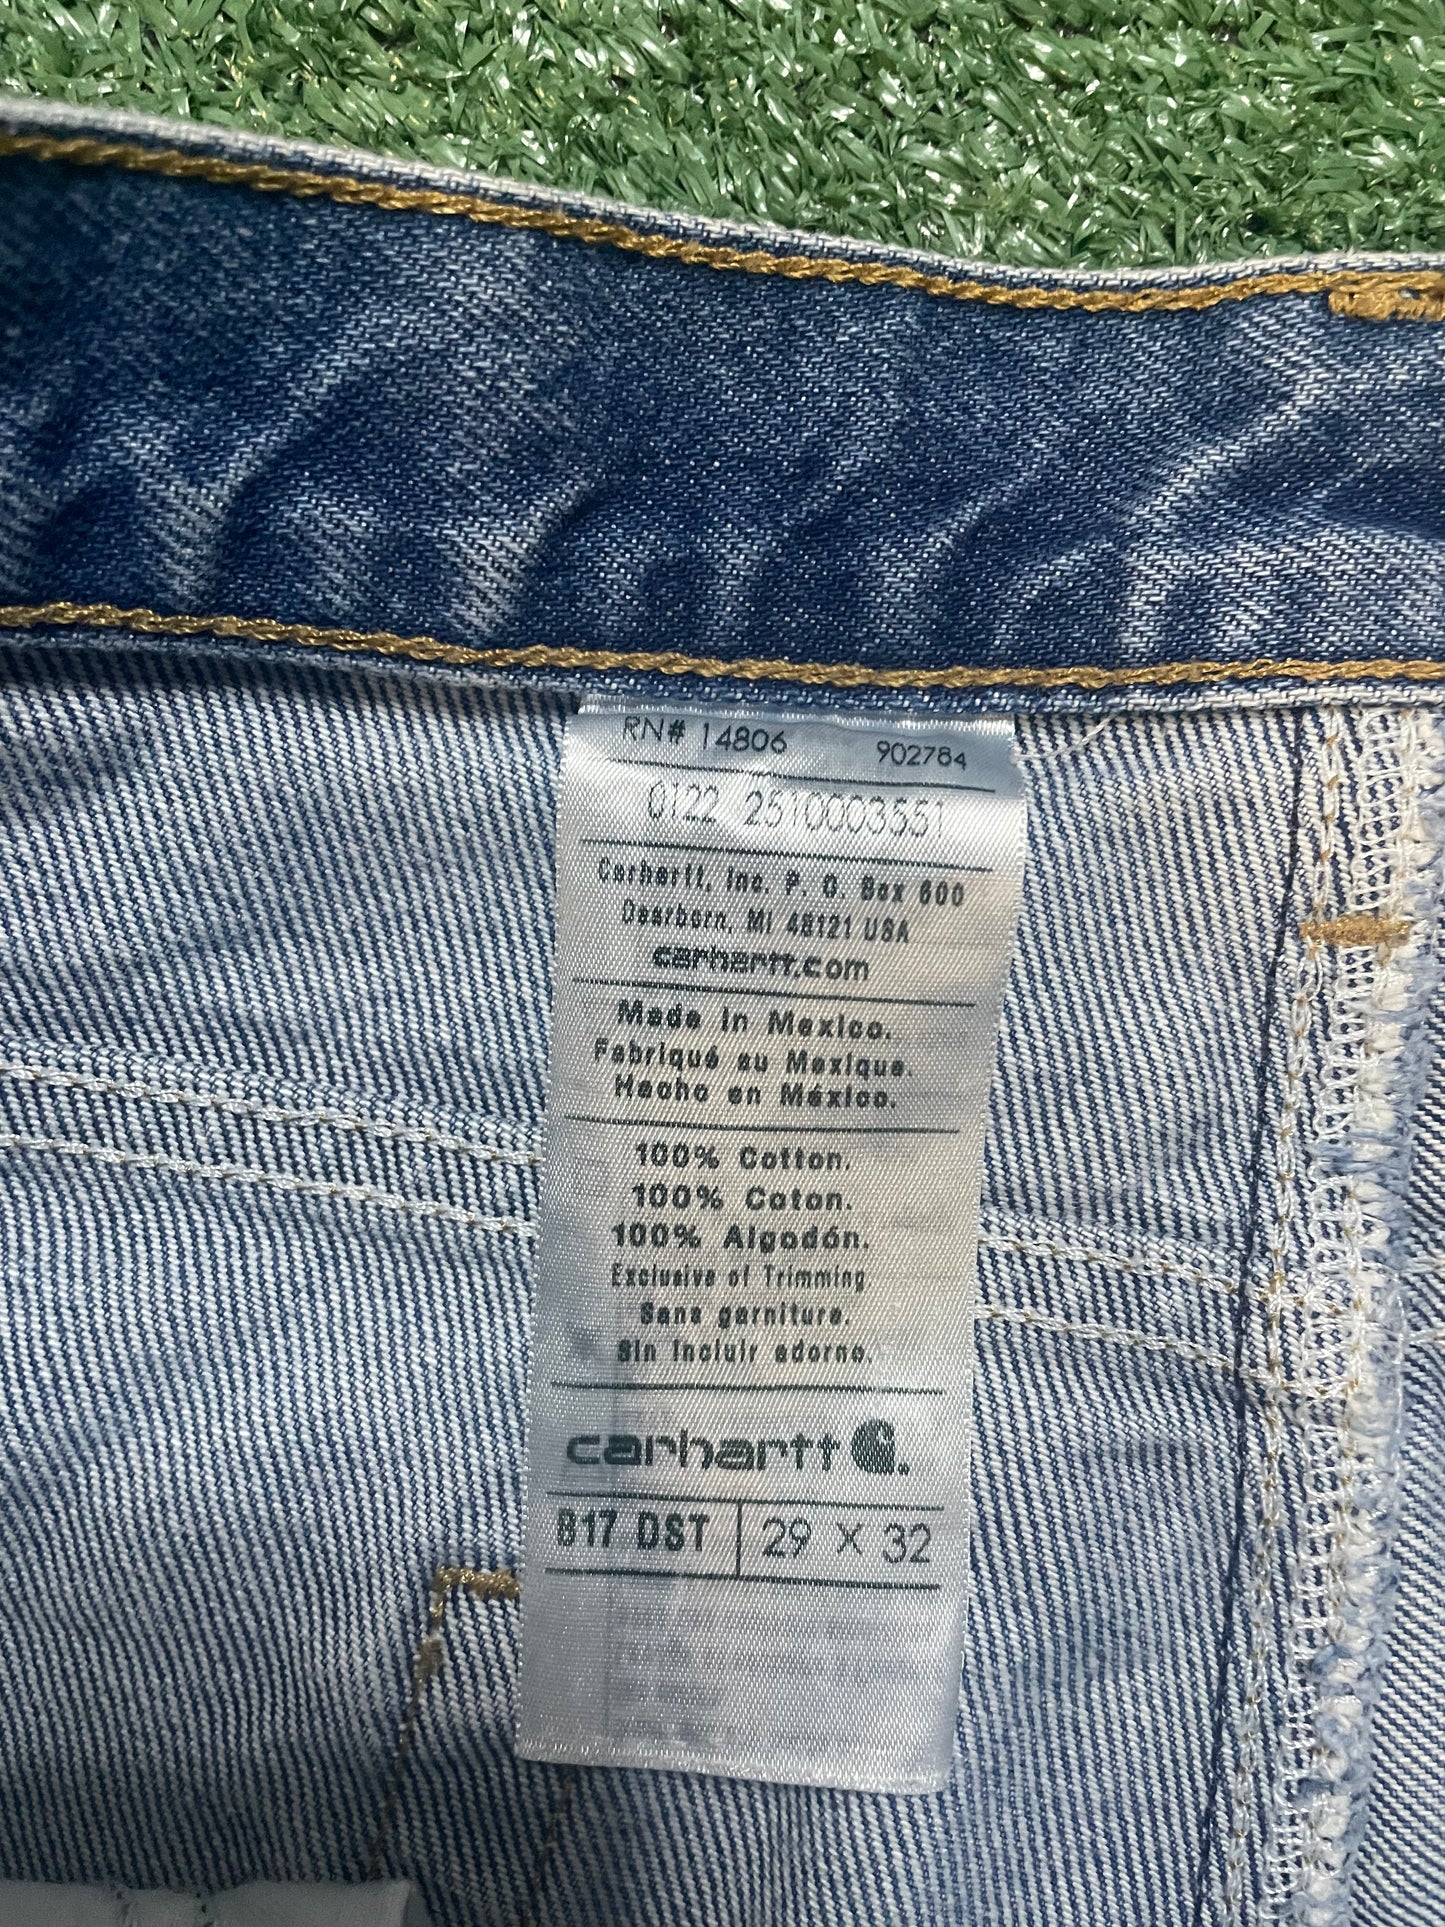 RN# 14806 902784
0122 2510003551
Carhartt, Inc. P. O. Box 600
Dearborn, MI 48121 USA
carhartt.com
Made in Mexico.
Fabriqué au Mexique.
Hecho en México.
100% Cotton.
100% Coton.
100% Algodón.
Exclusive of Trimming
Sans garniture.
Sin Incluir adorno.
carhartt
B17 DST 29 X 32